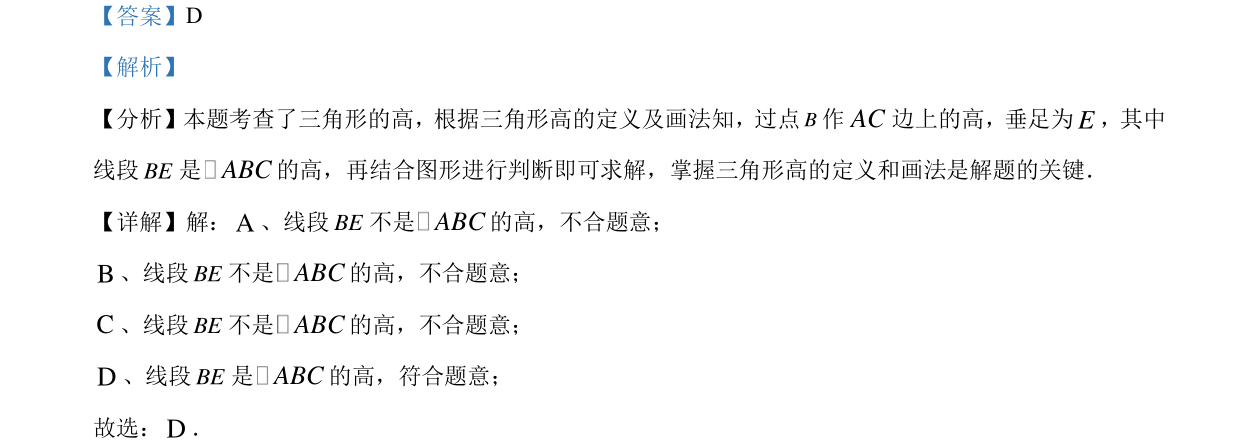 【答案】D
【解析】
【分析】本题考查了三角形的高，根据三角形高的定义及画法知，过点B作AC边上的高，垂足为E，其中
线段BE是□ABC的高，再结合图形进行判断即可求解，掌握三角形高的定义和画法是解题的关键．
【详解】解：A、线段BE不是□ABC的高，不合题意；
B、线段BE不是□ABC的高，不合题意；
C、线段BE不是□ABC的高，不合题意；
D、线段BE是□ABC的高，符合题意；
故选：D．